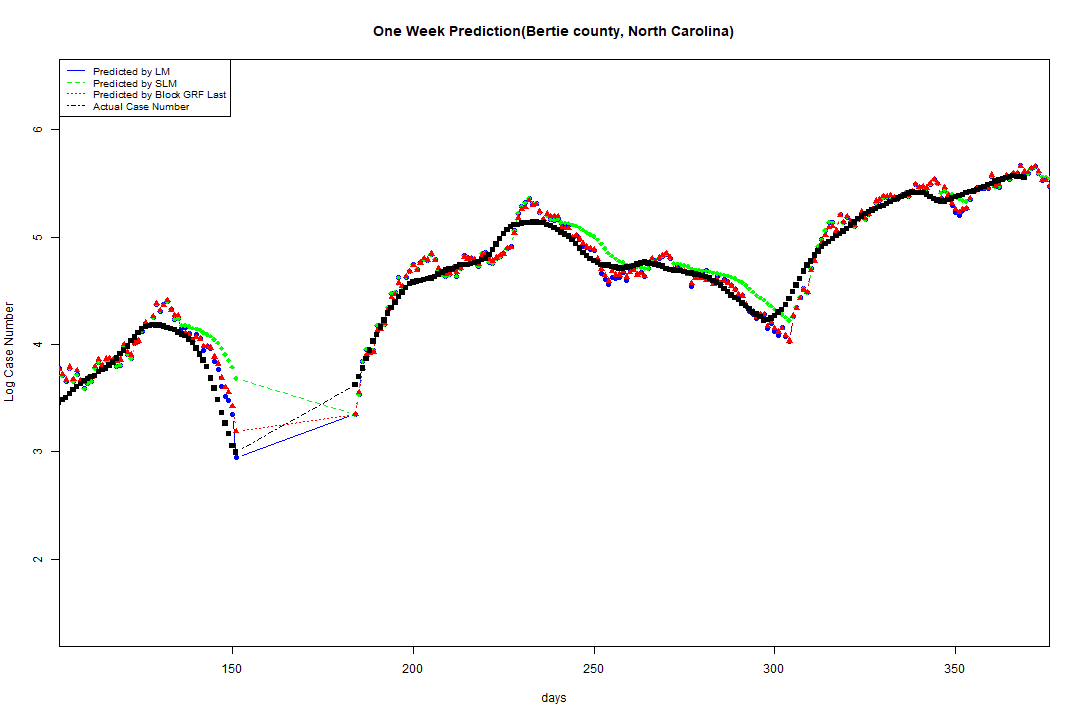 One Week Prediction(Bertie county, North Carolina)
Predicted by LM
Predicted by SLM
Predicted by Block GRF Last
Actual Case Number
6
5
4
3
2
Log Case Number
150
200
250
300
350
days